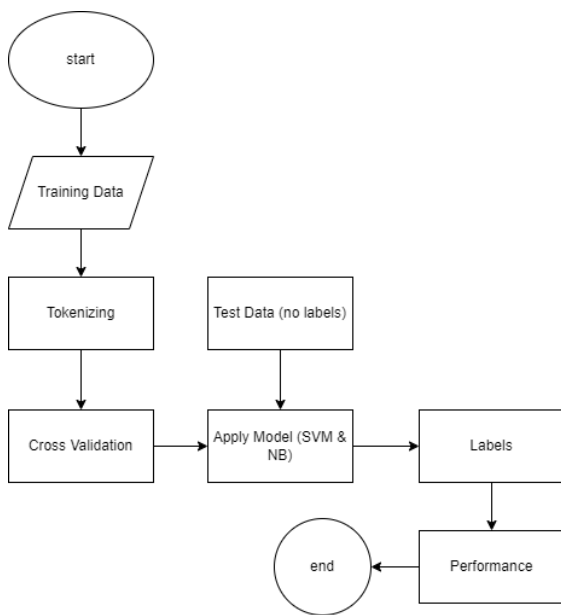 start
Training Data
Tokenizing
Test Data (no labels)
Cross Validation
Apply Model (SVM &
NB)
Labels
end
Performance